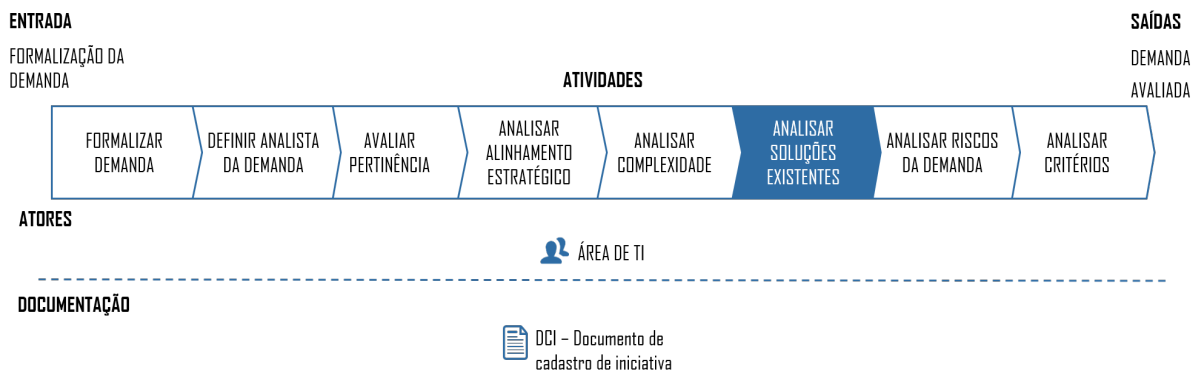 ENTRADA
FORMALIZAÇÃO DA
DEMANDA
SAÍDAS
DEMANDA
AVALIADA
ATIVIDADES
FORMALIZAR
DEMANDA
DEFINIR ANALISTA
DA DEMANDA
AVALIAR
PERTINÊNCIA
ANALISAR
ALINHAMENTO
ESTRATÉGICO
ANALISAR
COMPLEXIDADE
ANALISAR
SOLUÇÕES
EXISTENTES
ANALISAR RISCOS
DA DEMANDA
ANALISAR
CRITÉRIOS
ATORES
ÁREA DE TI
DOCUMENTAÇÃO
DCI – Documento de
cadastro de iniciativa